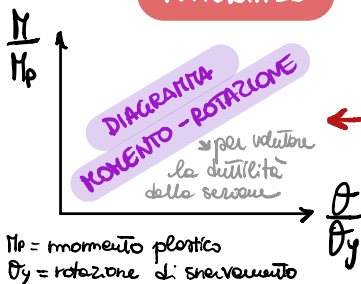 M
Mp
DIAGRAMMA
MOMENTO - ROTAZIONE
per valutare
la duttilità
della sezione
θ
θy
Mp = momento plastico
θy = rotazione di snervamento